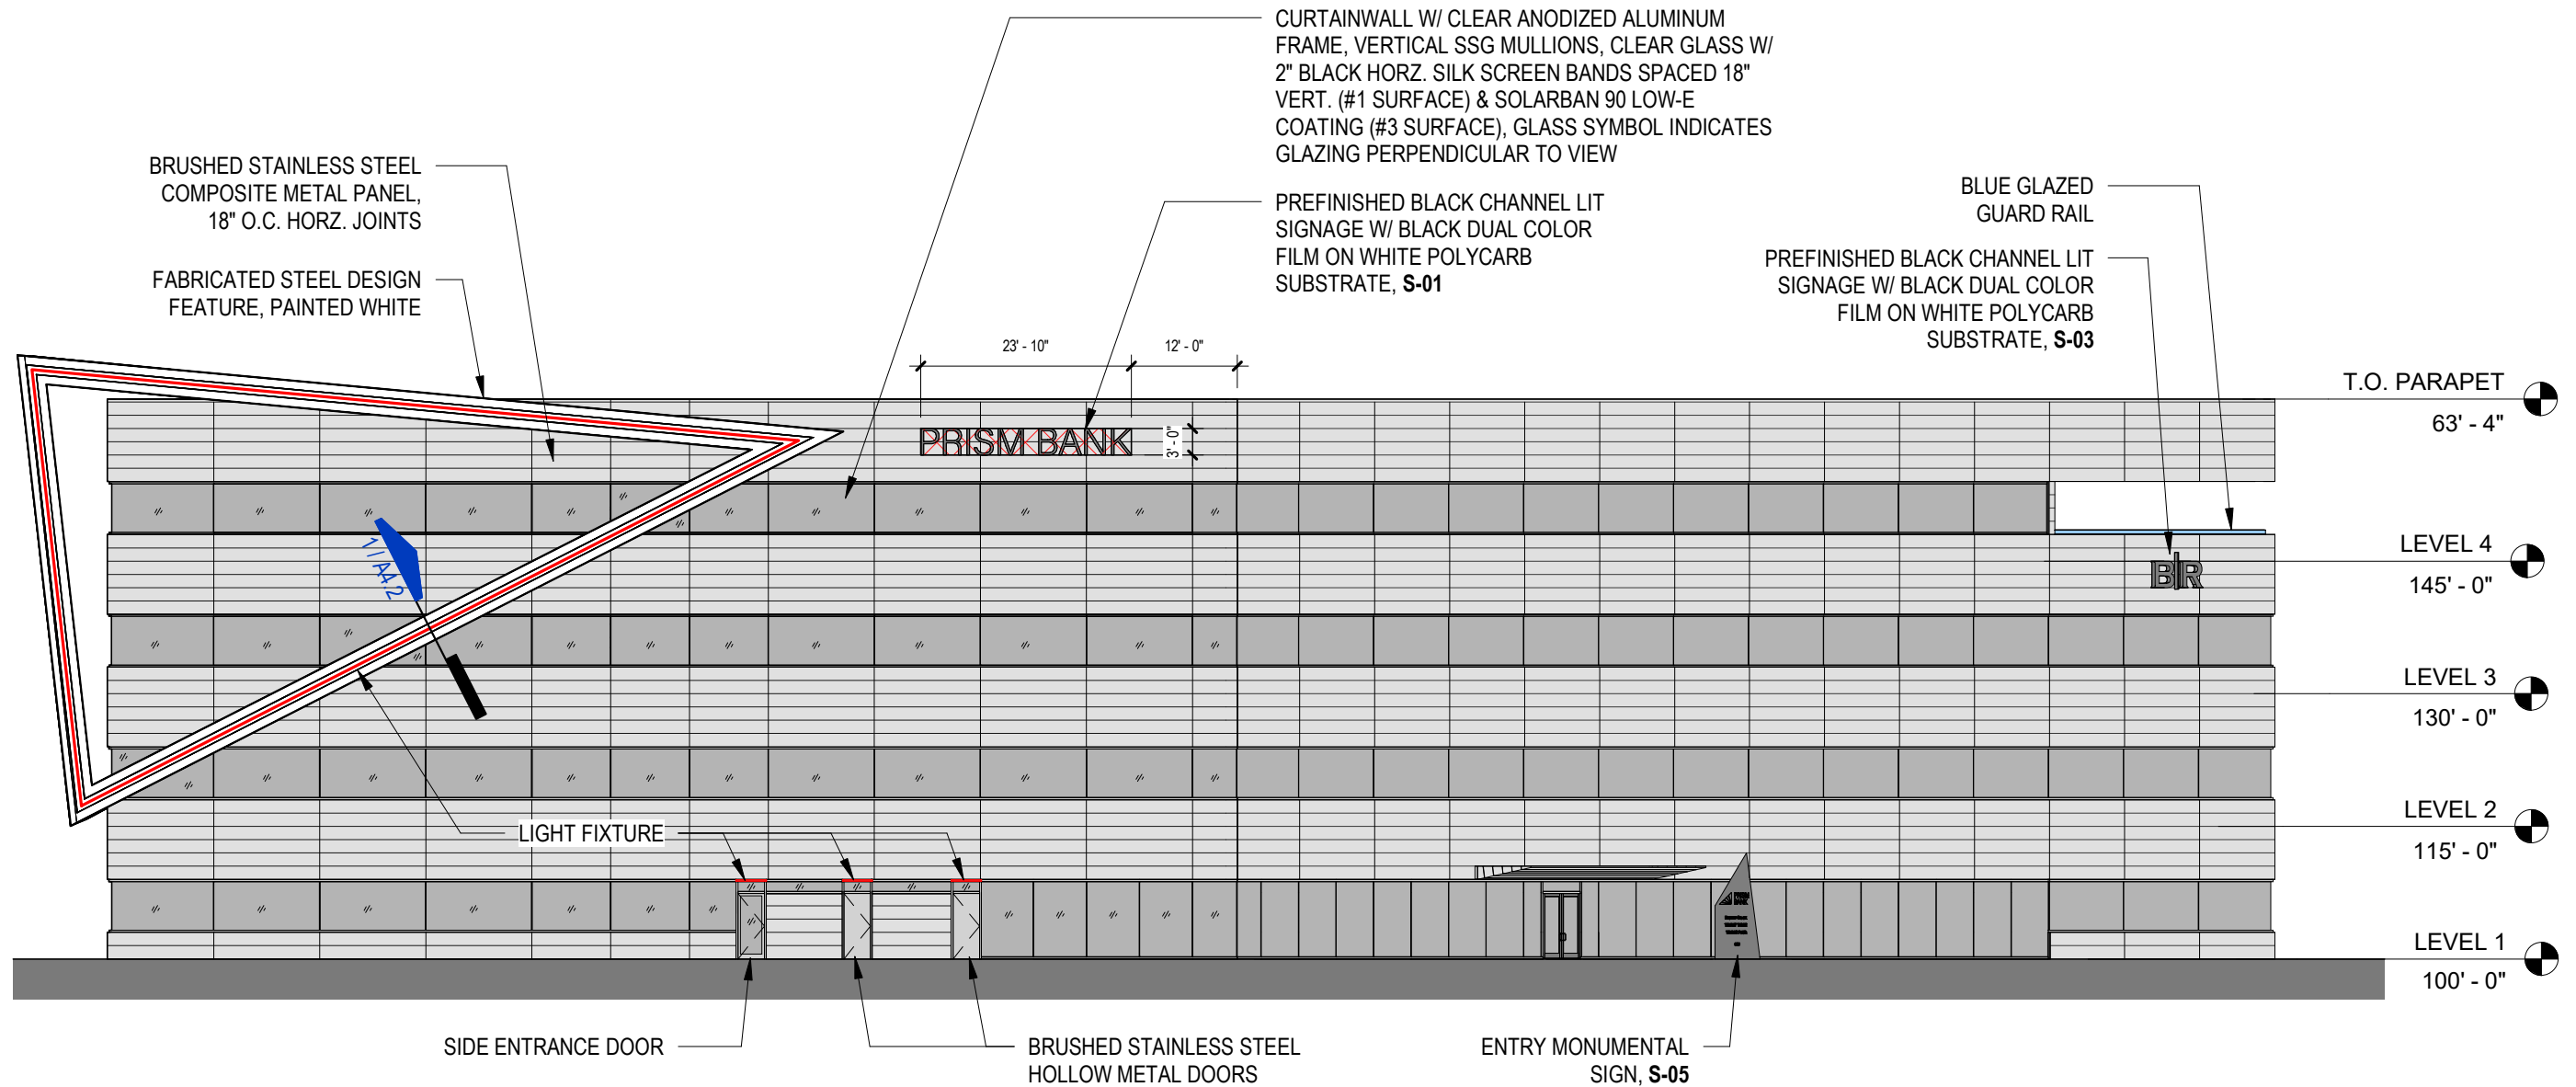 CURTAINWALL W/ CLEAR ANODIZED ALUMINUM
FRAME, VERTICAL SSG MULLIONS, CLEAR GLASS W/
2" BLACK HORZ. SILK SCREEN BANDS SPACED 18"
VERT. (#1 SURFACE) & SOLARBAN 90 LOW-E
COATING (#3 SURFACE), GLASS SYMBOL INDICATES
GLAZING PERPENDICULAR TO VIEW
BRUSHED STAINLESS STEEL
COMPOSITE METAL PANEL,
18" O.C. HORZ. JOINTS
FABRICATED STEEL DESIGN
FEATURE, PAINTED WHITE
PREFINISHED BLACK CHANNEL LIT
SIGNAGE W/ BLACK DUAL COLOR
FILM ON WHITE POLYCARB
SUBSTRATE, S-01
BLUE GLAZED
GUARD RAIL
PREFINISHED BLACK CHANNEL LIT
SIGNAGE W/ BLACK DUAL COLOR
FILM ON WHITE POLYCARB
SUBSTRATE, S-03
23' - 10"
12' - 0"
T.O. PARAPET
63' - 4"
PRISM BANK
3' - 0"
1 / A4.2
LEVEL 4
145' - 0"
B|R
LEVEL 3
130' - 0"
LEVEL 2
115' - 0"
LIGHT FIXTURE
LEVEL 1
100' - 0"
SIDE ENTRANCE DOOR
BRUSHED STAINLESS STEEL
HOLLOW METAL DOORS
ENTRY MONUMENTAL
SIGN, S-05